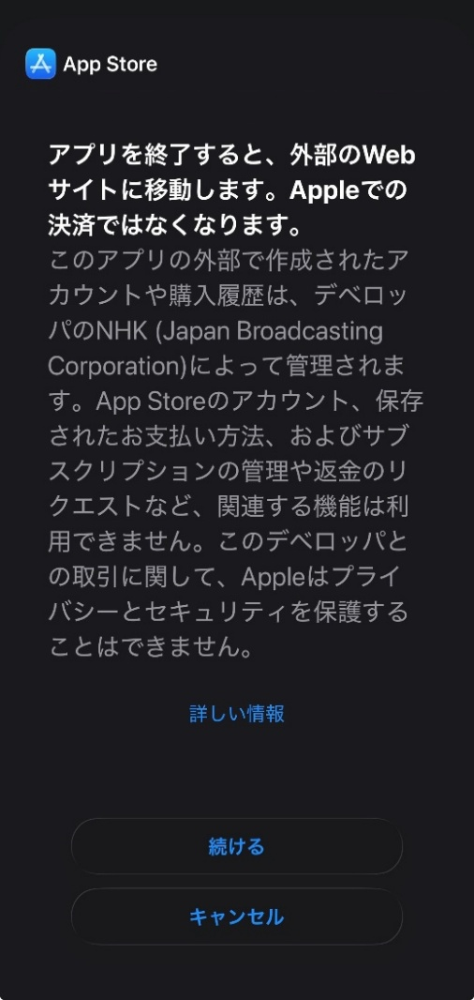 App Store
アプリを終了すると、外部のWeb
サイトに移動します。Appleでの
決済ではなくなります。
このアプリの外部で作成されたア
カウントや購入履歴は、デベロッ
パのNHK (Japan Broadcasting
Corporation)によって管理されま
す。App Storeのアカウント、保存
されたお支払い方法、およびサブ
スクリプションの管理や返金のリ
クエストなど、関連する機能は利
用できません。このデベロッパと
の取引に関して、Appleはプライ
バシーとセキュリティを保護する
ことはできません。
詳しい情報
続ける
キャンセル